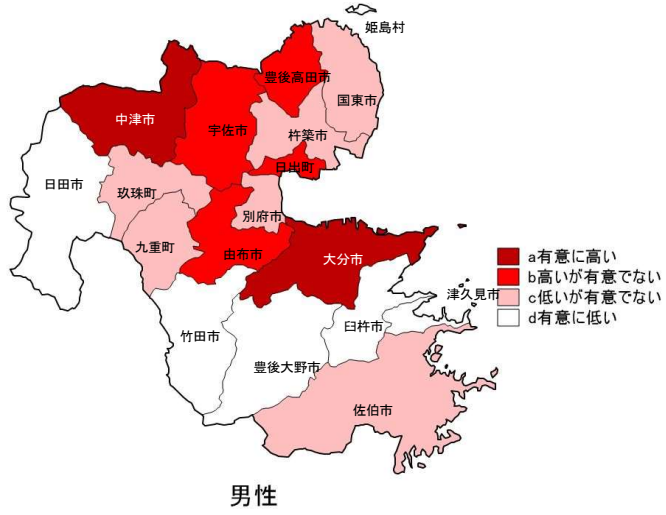 姫島村
豊後高田市
国東市
中津市
宇佐市
杵築市
日出町
日田市
玖珠町
別府市
九重町
由布市
大分市
a有意に高い
b高いが有意でない
c低いが有意でない
d有意に低い
津久見市
臼杵市
竹田市
豊後大野市
佐伯市
男性